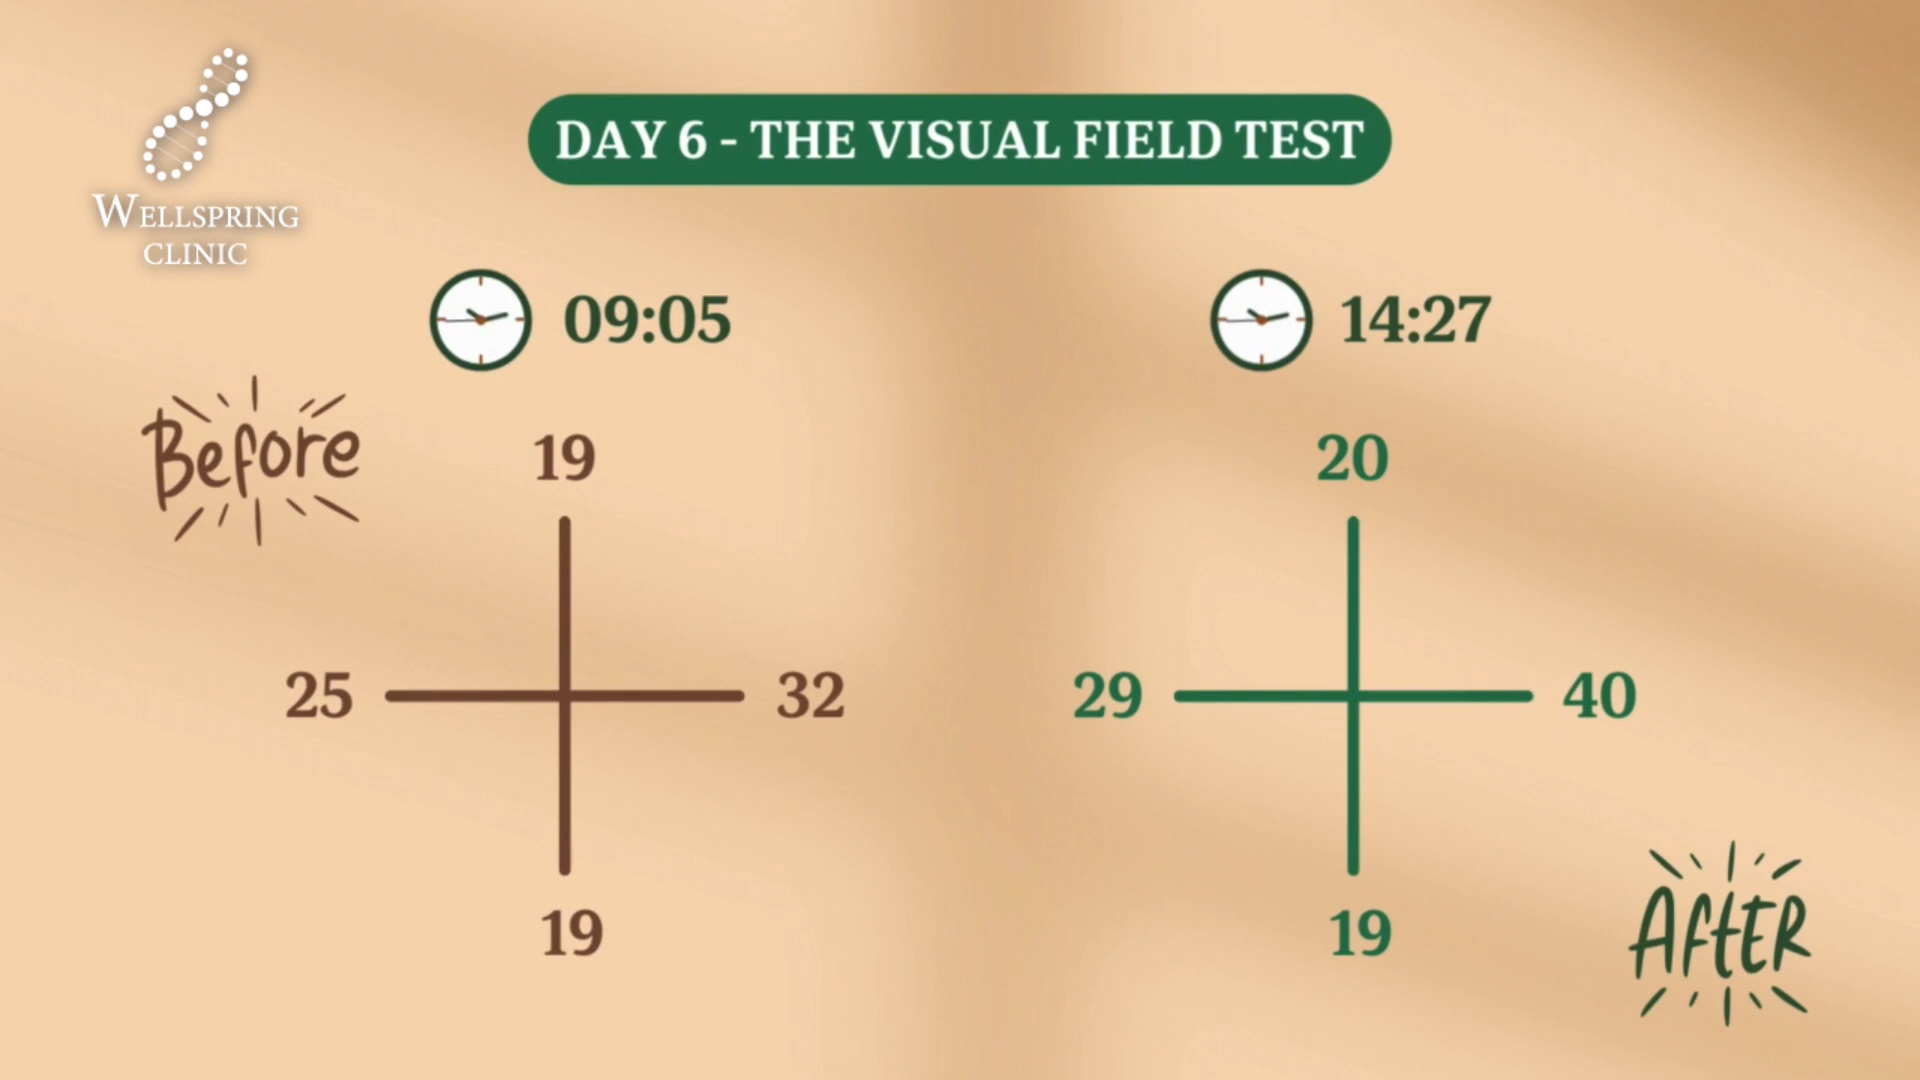 WELLSPRING
CLINIC
DAY 6 - THE VISUAL FIELD TEST
09:05
14:27
Before
19
25
32
19
20
29
40
19
AFTER